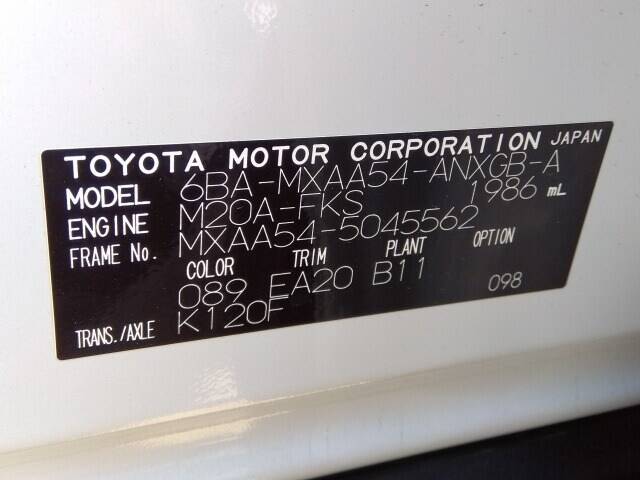 TOYOTA MOTOR CORPORATION JAPAN
MODEL 6BA-MXAA54-ANXGB-A
ENGINE M20A-FKS 1986 mL
FRAME No. MXAA54-5045562
COLOR TRIM PLANT OPTION
089 EA20 B11 098
TRANS./AXLE K120F